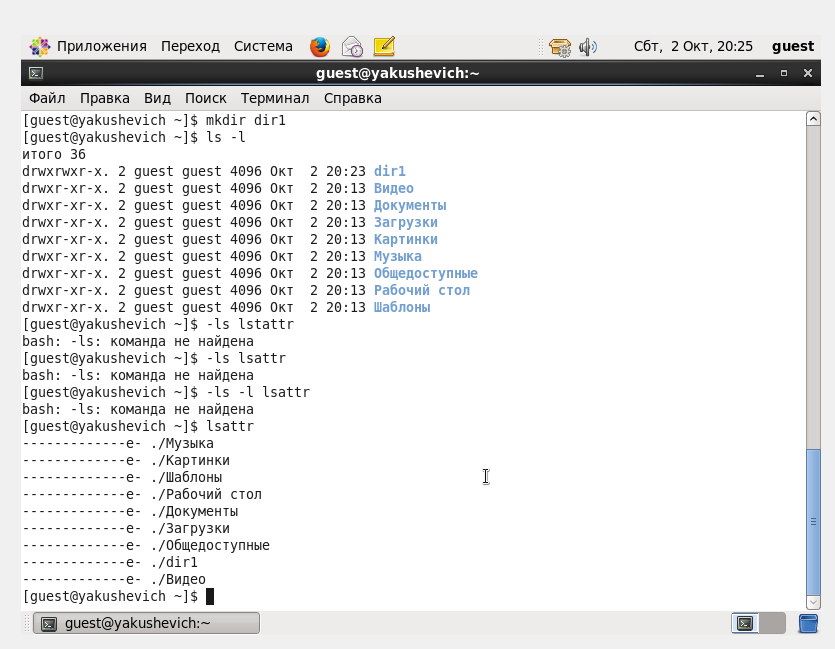 Приложения Переход Система Сбт, 2 Окт, 20:25 guest
guest@yakushevich:~
Файл Правка Вид Поиск Терминал Справка
[guest@yakushevich ~]$ mkdir dir1
[guest@yakushevich ~]$ ls -l
итого 36
drwxrwxr-x. 2 guest guest 4096 Окт  2 20:23 dir1
drwxr-xr-x. 2 guest guest 4096 Окт  2 20:13 Видео
drwxr-xr-x. 2 guest guest 4096 Окт  2 20:13 Документы
drwxr-xr-x. 2 guest guest 4096 Окт  2 20:13 Загрузки
drwxr-xr-x. 2 guest guest 4096 Окт  2 20:13 Картинки
drwxr-xr-x. 2 guest guest 4096 Окт  2 20:13 Музыка
drwxr-xr-x. 2 guest guest 4096 Окт  2 20:13 Общедоступные
drwxr-xr-x. 2 guest guest 4096 Окт  2 20:13 Рабочий стол
drwxr-xr-x. 2 guest guest 4096 Окт  2 20:13 Шаблоны
[guest@yakushevich ~]$ -ls lstattr
bash: -ls: команда не найдена
[guest@yakushevich ~]$ -ls lsattr
bash: -ls: команда не найдена
[guest@yakushevich ~]$ -ls -l lsattr
bash: -ls: команда не найдена
[guest@yakushevich ~]$ lsattr
-------------e- ./Музыка
-------------e- ./Картинки
-------------e- ./Шаблоны
-------------e- ./Рабочий стол
-------------e- ./Документы
-------------e- ./Загрузки
-------------e- ./Общедоступные
-------------e- ./dir1
-------------e- ./Видео
[guest@yakushevich ~]$
guest@yakushevich:~